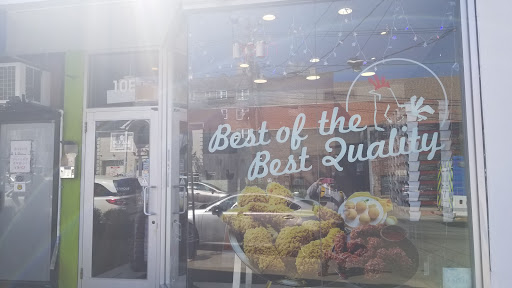 Best of the
Best Quality